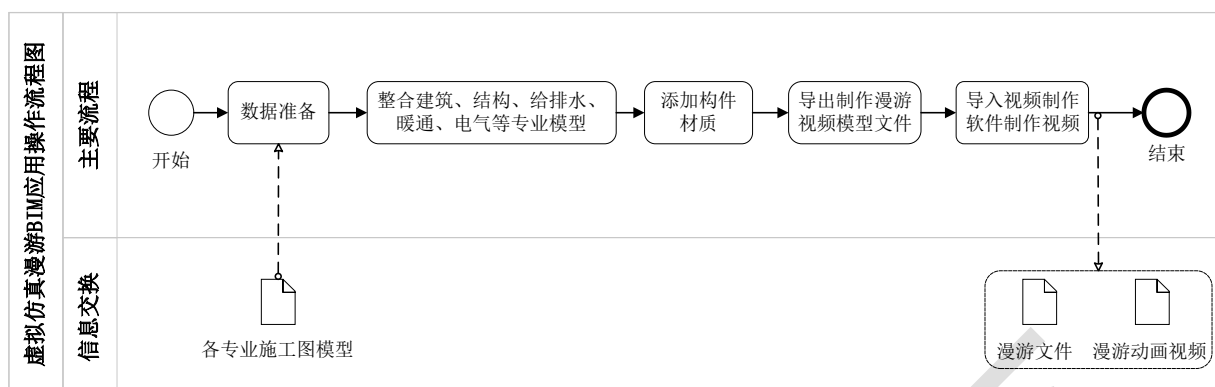 虚拟仿真漫游BIM应用操作流程图
主要流程
开始
数据准备
整合建筑、结构、给排水、
暖通、电气等专业模型
添加构件
材质
导出制作漫游
视频模型文件
导入视频制作
软件制作视频
结束
信息交换
各专业施工图模型
漫游文件
漫游动画视频